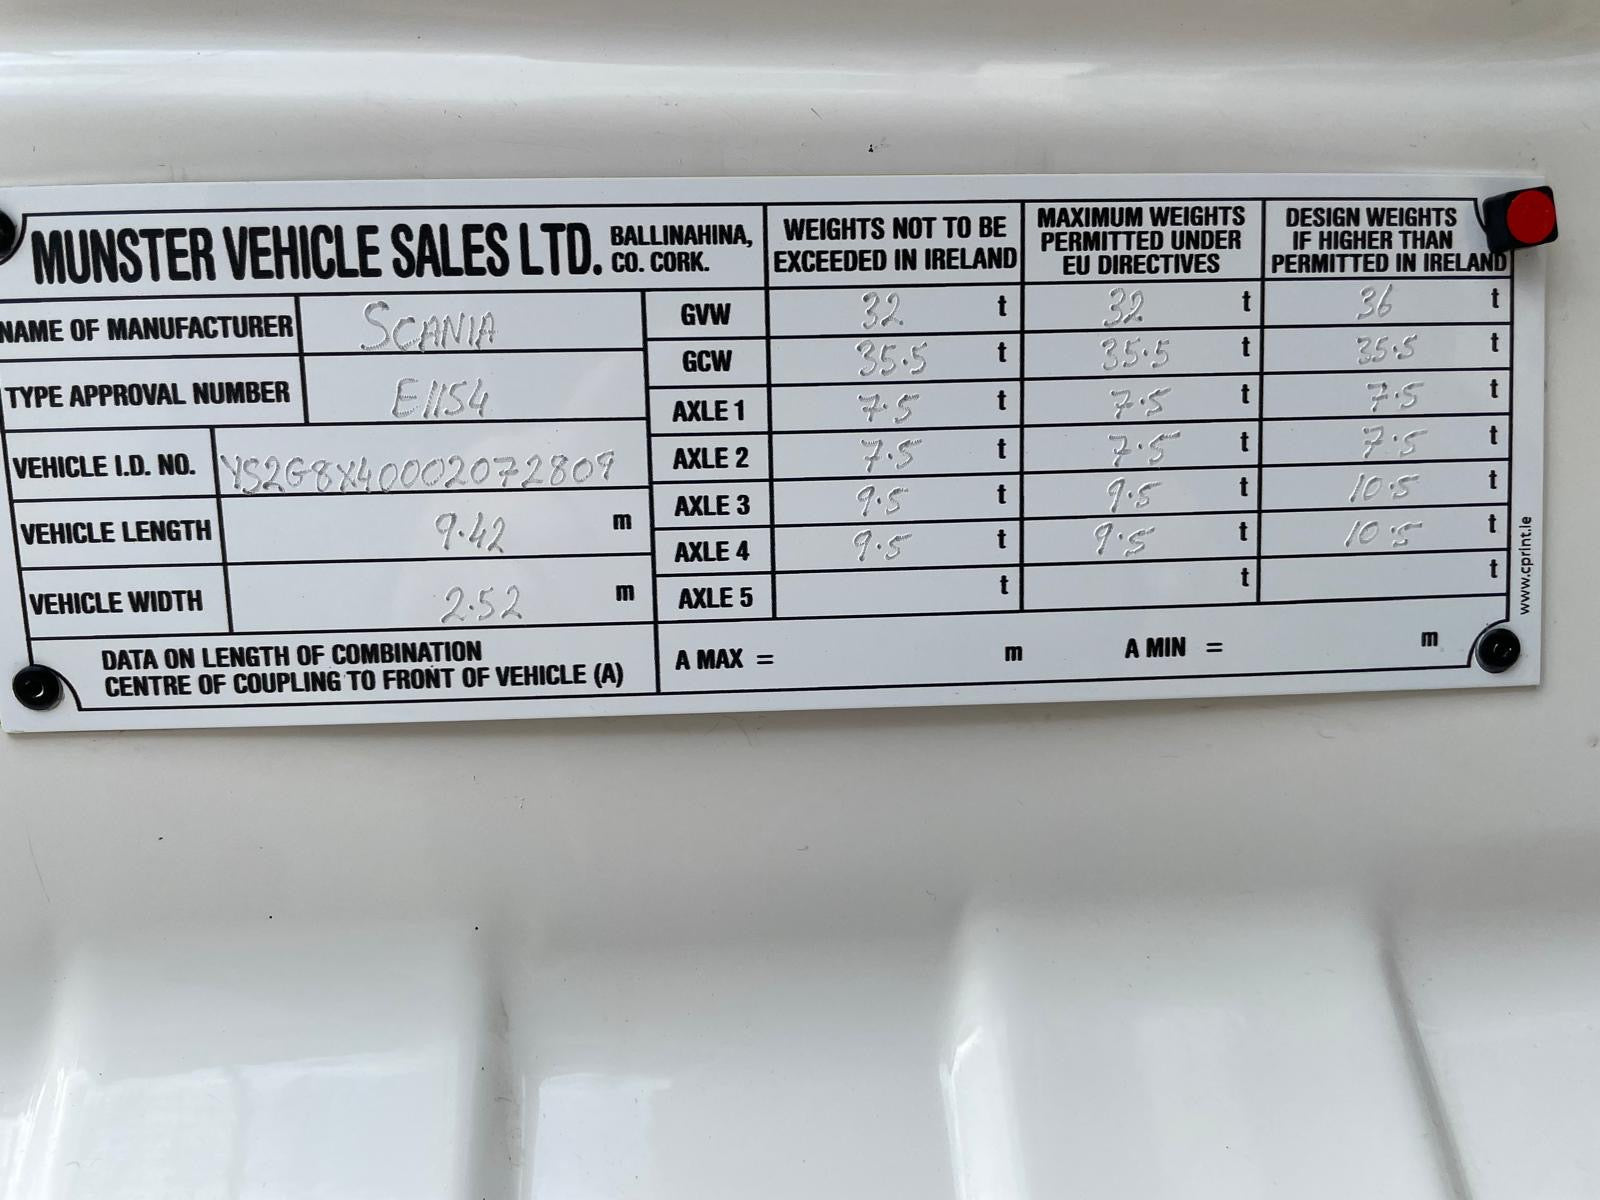 MUNSTER VEHICLE SALES LTD. BALLINAHINA, CO. CORK.
WEIGHTS NOT TO BE EXCEEDED IN IRELAND
MAXIMUM WEIGHTS PERMITTED UNDER EU DIRECTIVES
DESIGN WEIGHTS IF HIGHER THAN PERMITTED IN IRELAND
NAME OF MANUFACTURER SCANIA
TYPE APPROVAL NUMBER E1154
VEHICLE I.D. NO. YS2G8X40002072809
VEHICLE LENGTH 9.42 m
VEHICLE WIDTH 2.52 m
GVW 32 t 32 t 36 t
GCW 35.5 t 35.5 t 35.5 t
AXLE 1 7.5 t 7.5 t 7.5 t
AXLE 2 7.5 t 7.5 t 7.5 t
AXLE 3 9.5 t 9.5 t 10.5 t
AXLE 4 9.5 t 9.5 t 10.5 t
AXLE 5 t t t
DATA ON LENGTH OF COMBINATION
CENTRE OF COUPLING TO FRONT OF VEHICLE (A)
A MAX = m A MIN = m
www.cprint.ie